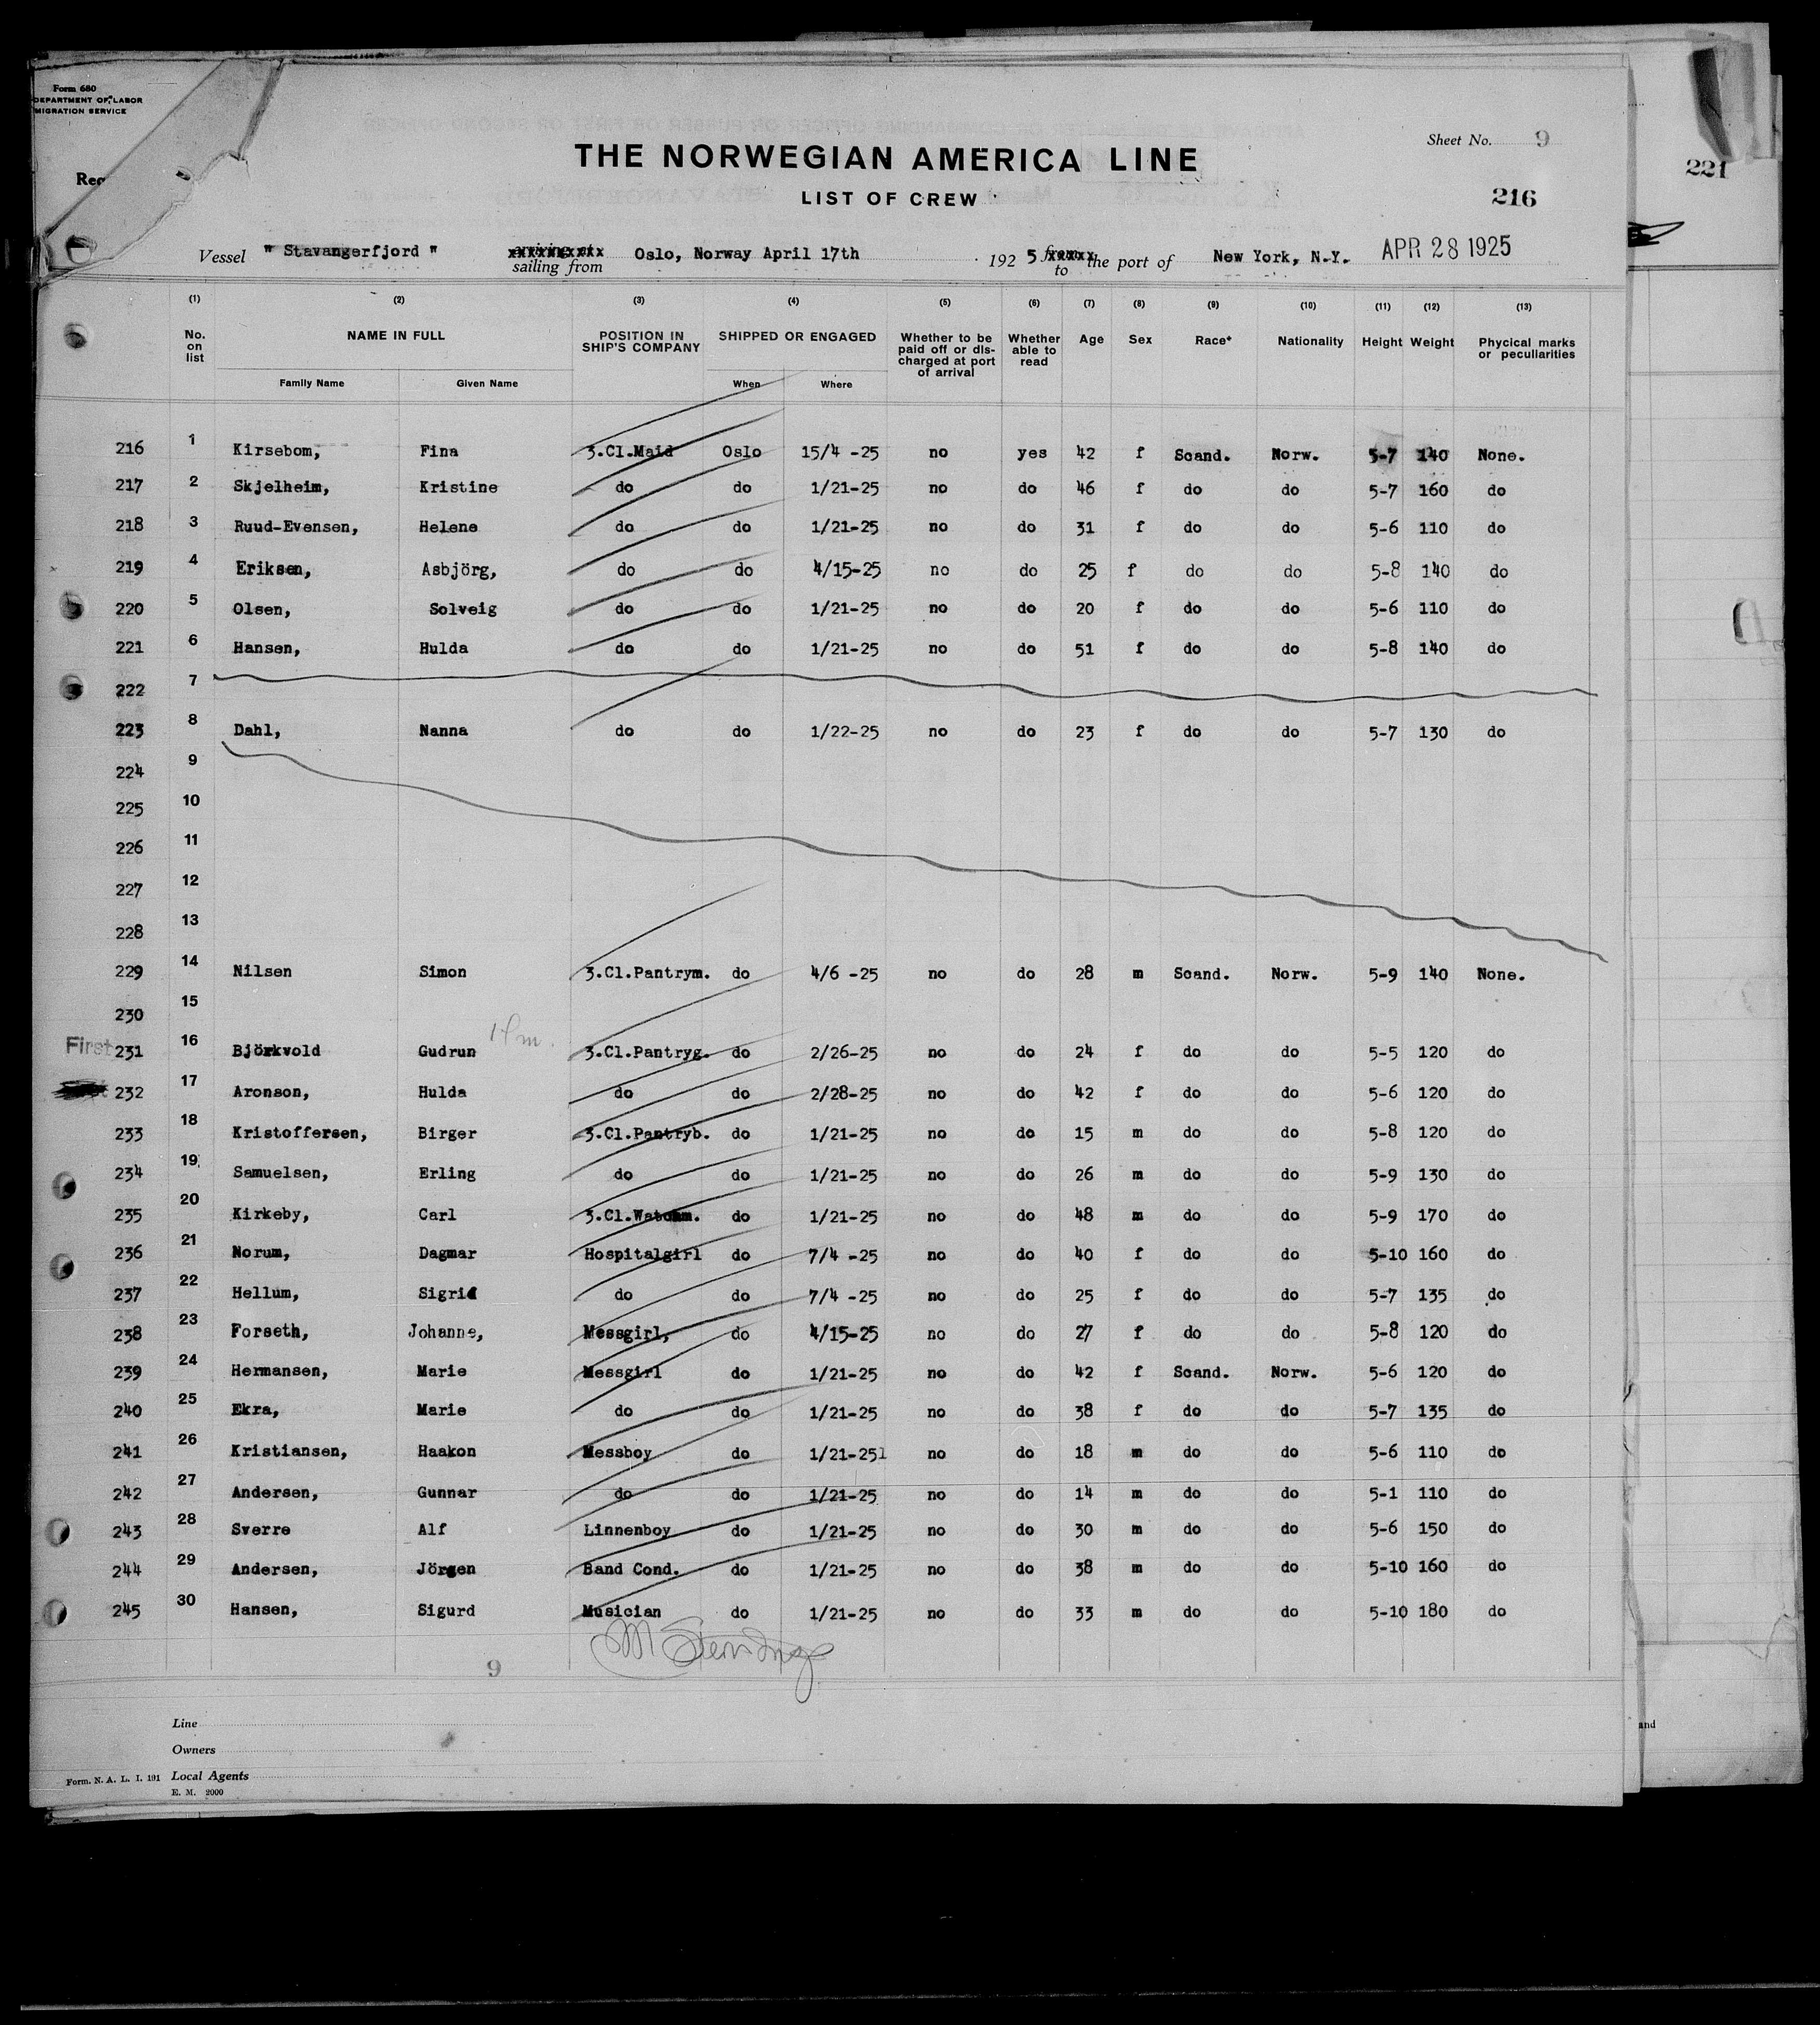 Form 680
DEPARTMENT OF LABOR
MIGRATION SERVICE
Sheet No. 9
THE NORWEGIAN AMERICA LINE
221
LIST OF CREW
216
Vessel " Stavangerfjord " sailing from Oslo, Norway April 17th 192 5 to the port of New York, N.Y. APR 28 1925
(1) (2) (3) (4) (5) (6) (7) (8) (9) (10) (11) (12) (13)
No. on list NAME IN FULL POSITION IN SHIP'S COMPANY SHIPPED OR ENGAGED Whether to be paid off or discharged at port of arrival Whether able to read Age Sex Race* Nationality Height Weight Phycical marks or peculiarities
Family Name Given Name When Where
216 1 Kirsebom, Fina 3.Cl.Maid Oslo 15/4 -25 no yes 42 f Scand. Norw. 5-7 140 None.
217 2 Skjelheim, Kristine do do 1/21-25 no do 46 f do do 5-7 160 do
218 3 Ruud-Evensen, Helene do do 1/21-25 no do 31 f do do 5-6 110 do
219 4 Eriksen, Asbjörg, do do 4/15-25 no do 25 f do do 5-8 140 do
220 5 Olsen, Solveig do do 1/21-25 no do 20 f do do 5-6 110 do
221 6 Hansen, Hulda do do 1/21-25 no do 51 f do do 5-8 140 do
222 7
223 8 Dahl, Nanna do do 1/22-25 no do 23 f do do 5-7 130 do
224 9
225 10
226 11
227 12
228 13
229 14 Nilsen Simon 3.Cl.Pantrym. do 4/6 -25 no do 28 m Scand. Norw. 5-9 140 None.
230 15
First 231 16 Björkvold Gudrun 3.Cl.Pantryg. do 2/26-25 no do 24 f do do 5-5 120 do
232 17 Aronson, Hulda do do 2/28-25 no do 42 f do do 5-6 120 do
233 18 Kristoffersen, Birger 3.Cl.Pantryb. do 1/21-25 no do 15 m do do 5-8 120 do
234 19 Samuelsen, Erling do do 1/21-25 no do 26 m do do 5-9 130 do
235 20 Kirkeby, Carl 3.Cl.Watchm. do 1/21-25 no do 48 m do do 5-9 170 do
236 21 Norum, Dagmar Hospitalgirl do 7/4 -25 no do 40 f do do 5-10 160 do
237 22 Hellum, Sigrid do do 7/4 -25 no do 25 f do do 5-7 135 do
238 23 Forseth, Johanne, Messgirl, do 4/15-25 no do 27 f do do 5-8 120 do
239 24 Hermansen, Marie Messgirl do 1/21-25 no do 42 f Scand. Norw. 5-6 120 do
240 25 Ekra, Marie do do 1/21-25 no do 38 f do do 5-7 135 do
241 26 Kristiansen, Haakon Messboy do 1/21-251 no do 18 m do do 5-6 110 do
242 27 Andersen, Gunnar do do 1/21-25 no do 14 m do do 5-1 110 do
243 28 Sverre Alf Linnenboy do 1/21-25 no do 30 m do do 5-6 150 do
244 29 Andersen, Jörgen Band Cond. do 1/21-25 no do 38 m do do 5-10 160 do
245 30 Hansen, Sigurd Musician do 1/21-25 no do 33 m do do 5-10 180 do
9
Line
and
Owners
Form. N. A. L. I. 191 Local Agents
E. M. 2000